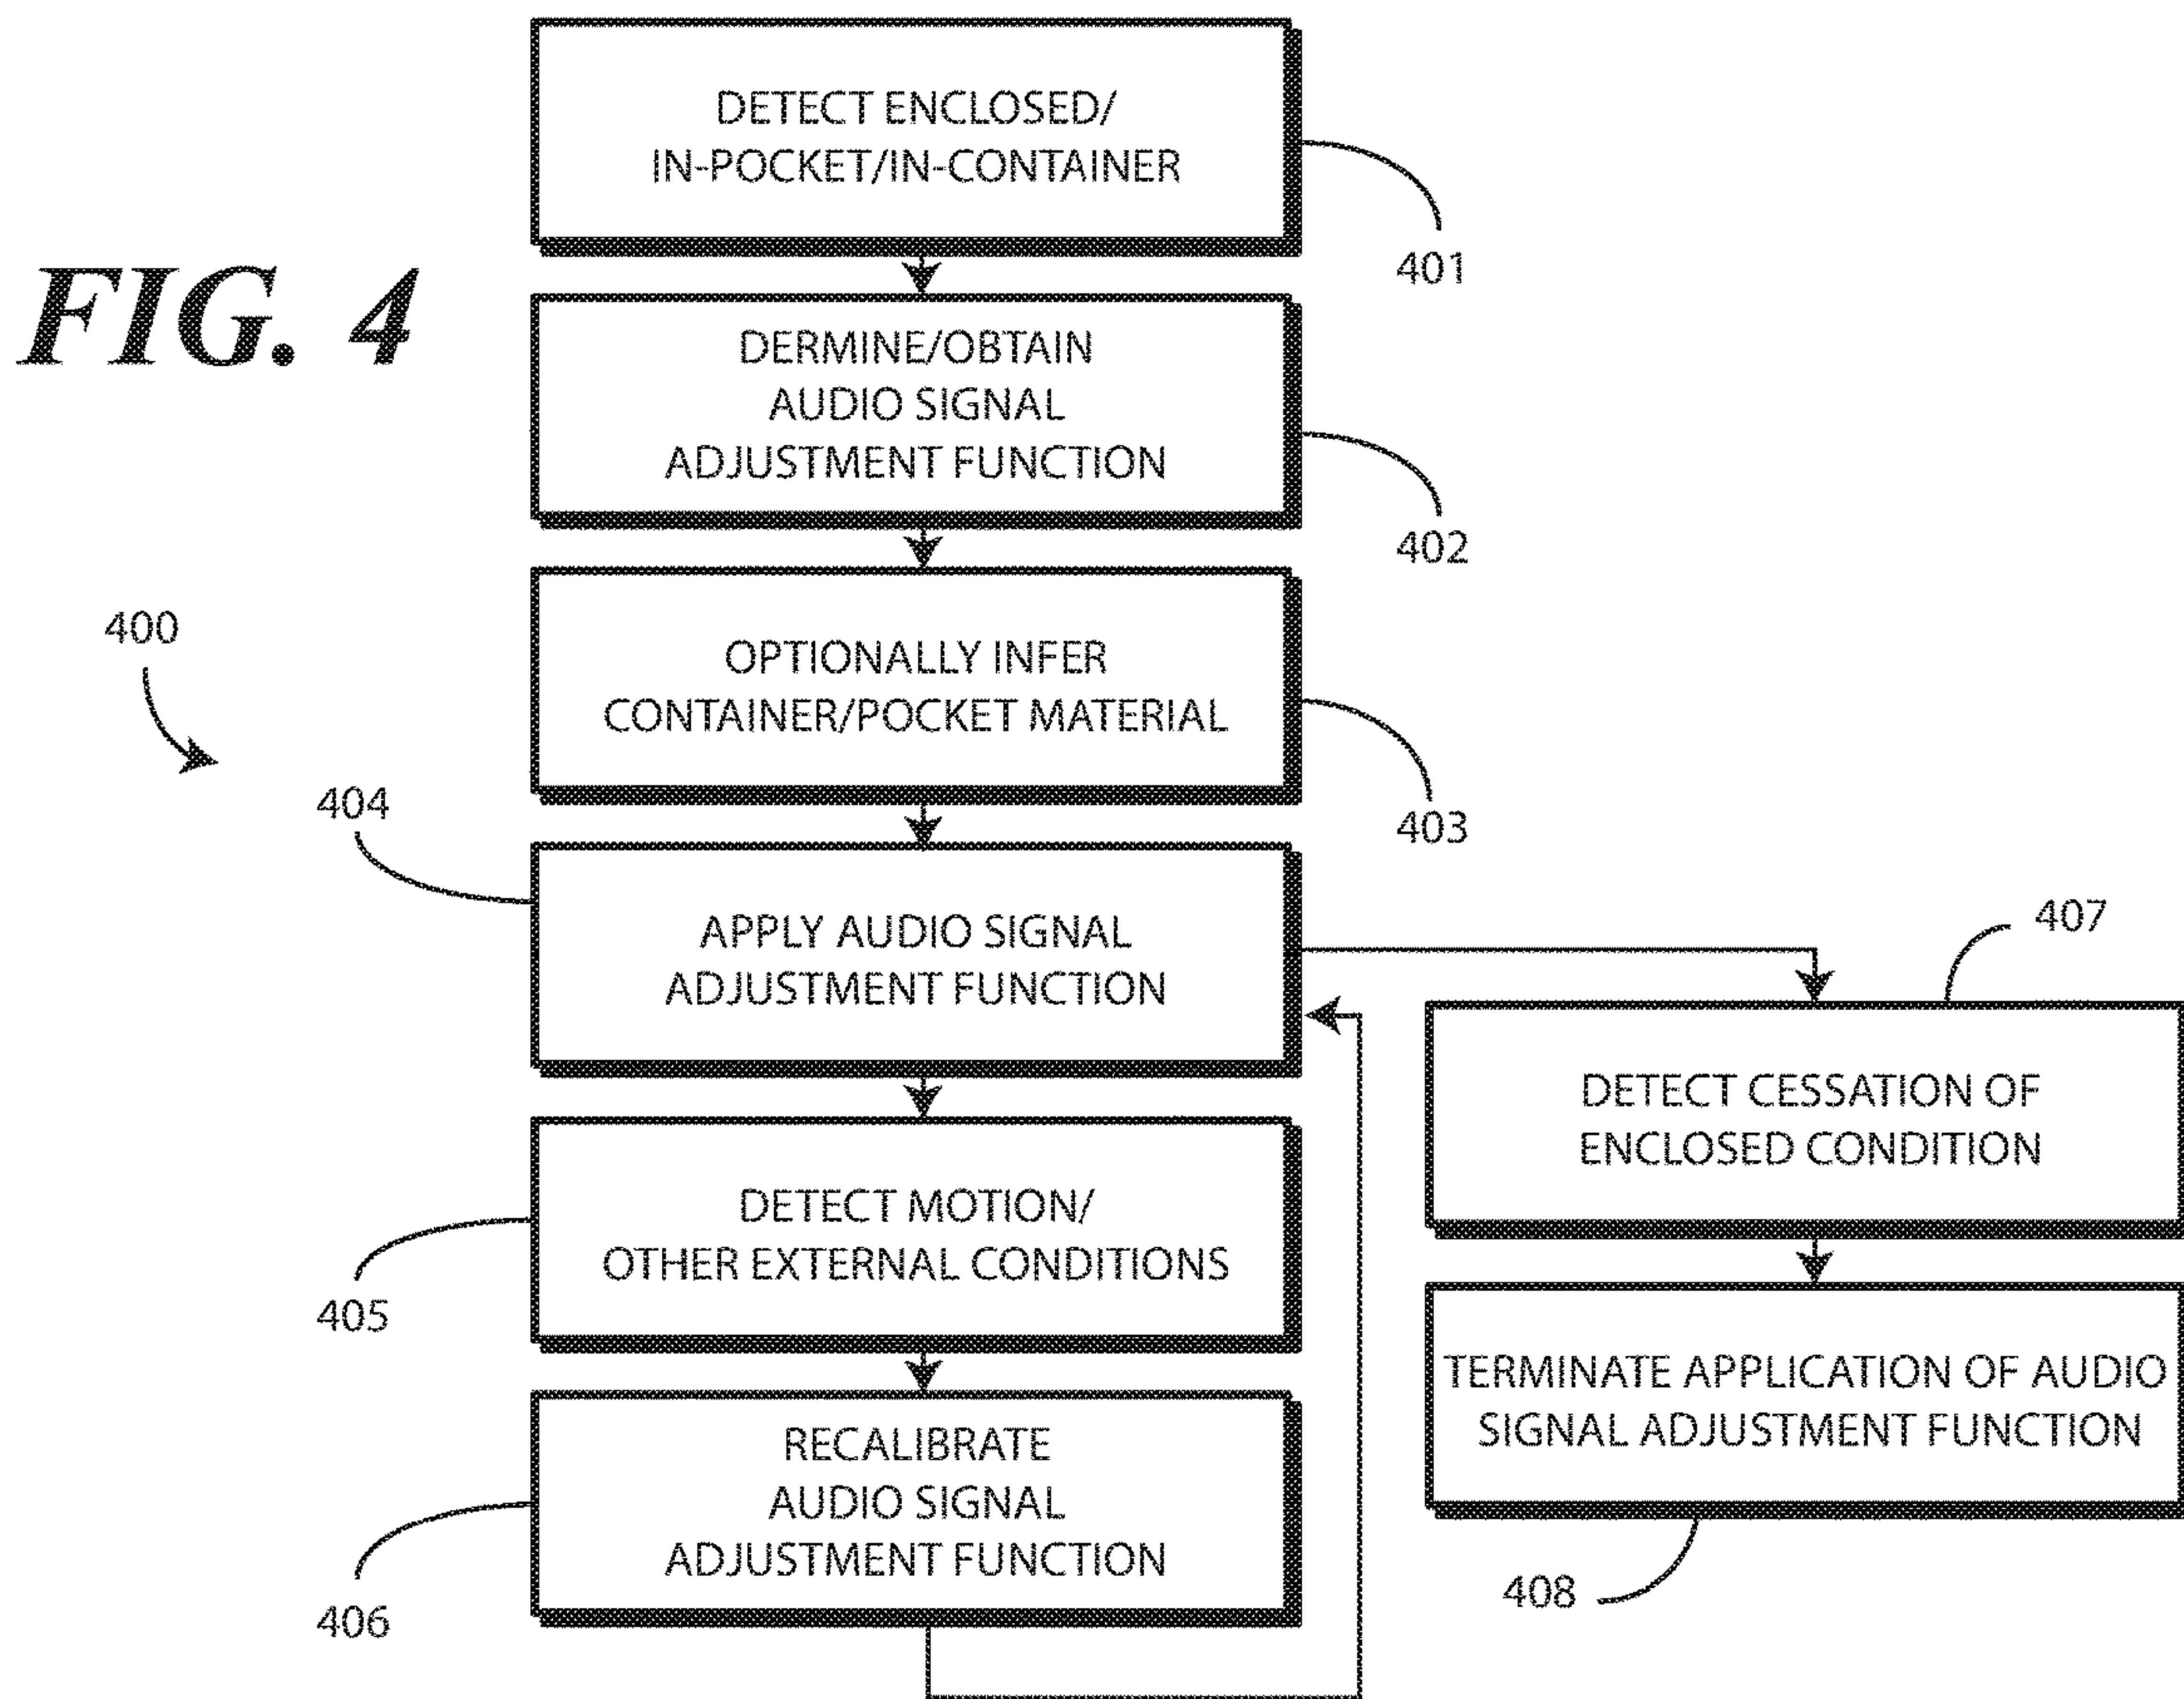 FIG. 4
400
DETECT ENCLOSED/
IN-POCKET/IN-CONTAINER
401
DERMINE/OBTAIN
AUDIO SIGNAL
ADJUSTMENT FUNCTION
402
OPTIONALLY INFER
CONTAINER/POCKET MATERIAL
403
404
APPLY AUDIO SIGNAL
ADJUSTMENT FUNCTION
DETECT MOTION/
OTHER EXTERNAL CONDITIONS
405
RECALIBRATE
AUDIO SIGNAL
ADJUSTMENT FUNCTION
406
407
DETECT CESSATION OF
ENCLOSED CONDITION
TERMINATE APPLICATION OF AUDIO
SIGNAL ADJUSTMENT FUNCTION
408